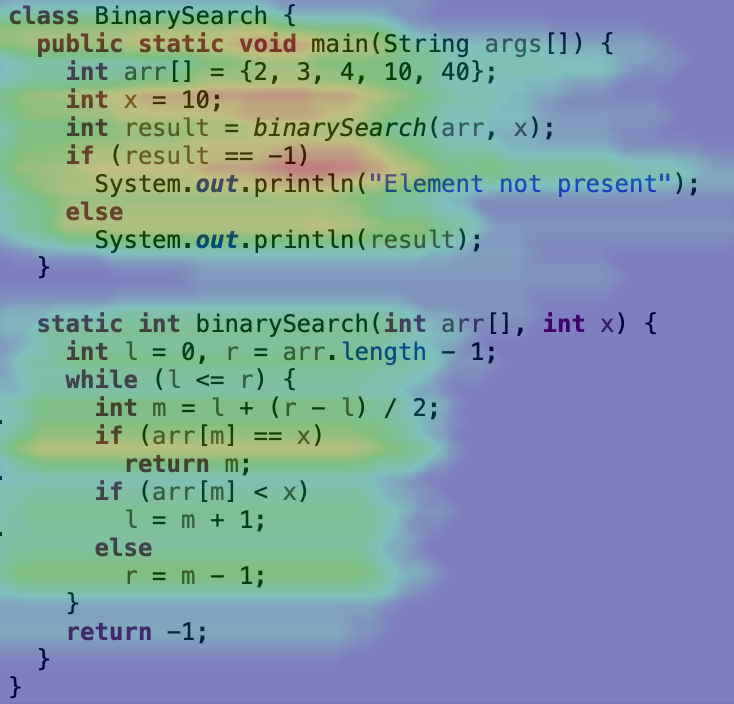 class BinarySearch {
  public static void main(String args[]) {
    int arr[] = {2, 3, 4, 10, 40};
    int x = 10;
    int result = binarySearch(arr, x);
    if (result == -1)
      System.out.println("Element not present");
    else
      System.out.println(result);
  }

  static int binarySearch(int arr[], int x) {
    int l = 0, r = arr.length - 1;
    while (l <= r) {
      int m = l + (r - l) / 2;
      if (arr[m] == x)
        return m;
      if (arr[m] < x)
        l = m + 1;
      else
        r = m - 1;
    }
    return -1;
  }
}